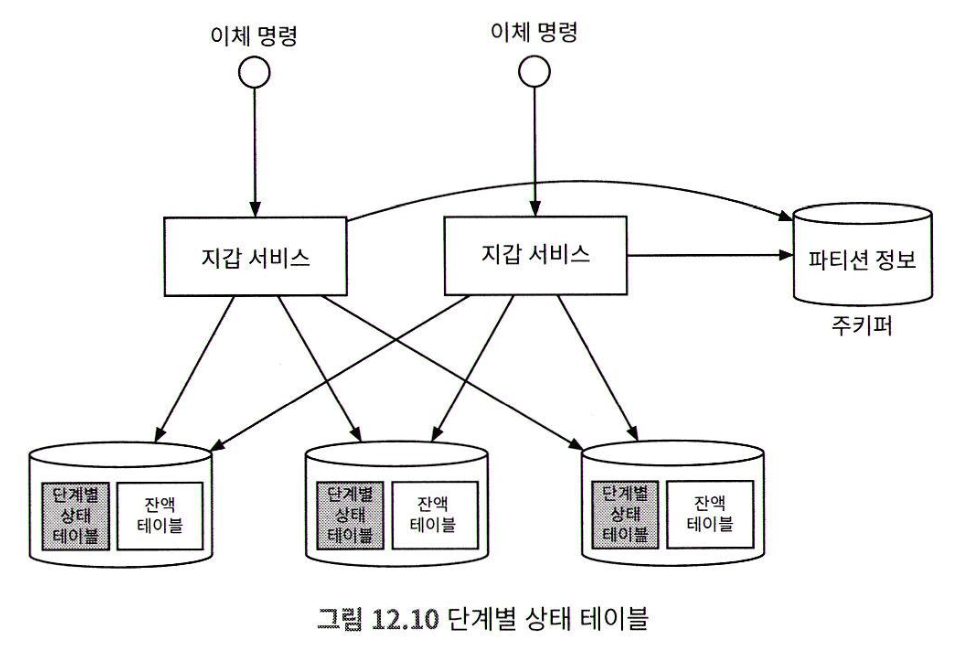 이체 명령
이체 명령
지갑 서비스
지갑 서비스
파티션 정보
주키퍼
단계별
상태
테이블
잔액
테이블
단계별
상태
테이블
잔액
테이블
단계별
상태
테이블
잔액
테이블
그림 12.10 단계별 상태 테이블